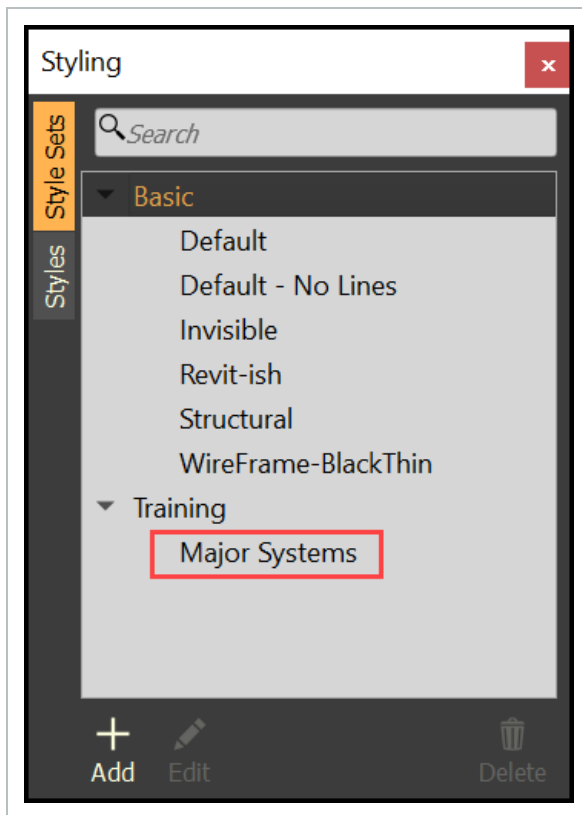 Styling
x
Style Sets
Styles
Search
Basic
Default
Default - No Lines
Invisible
Revit-ish
Structural
WireFrame-BlackThin
Training
Major Systems
Add
Edit
Delete